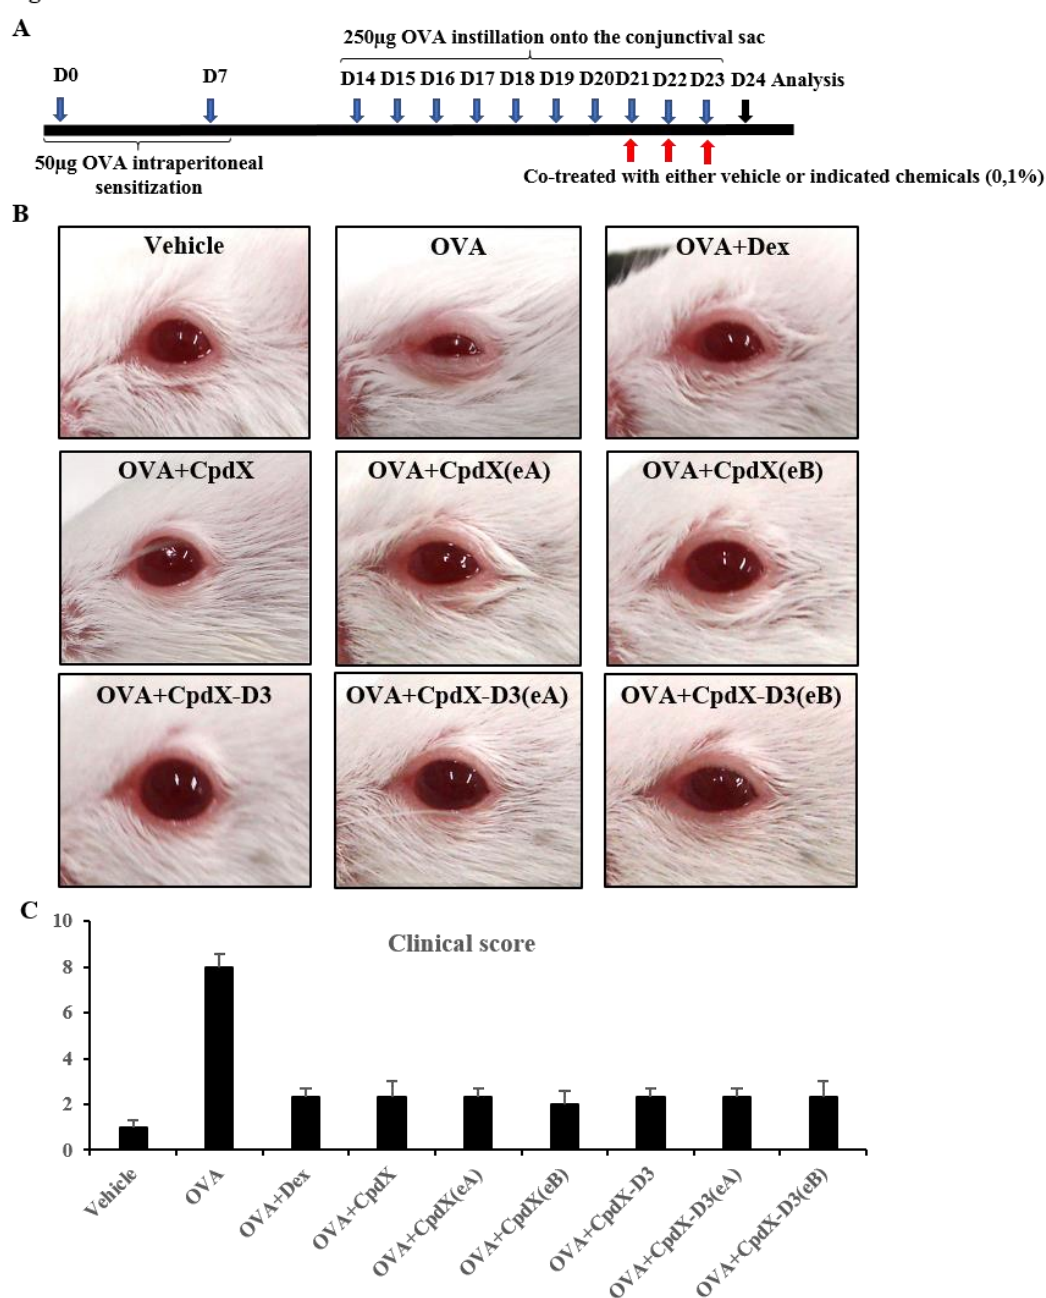 A
250µg OVA instillation onto the conjunctival sac
D0 D7 D14 D15 D16 D17 D18 D19 D20 D21 D22 D23 D24 Analysis
50µg OVA intraperitoneal
sensitization
Co-treated with either vehicle or indicated chemicals (0,1%)
B
Vehicle OVA OVA+Dex
OVA+CpdX OVA+CpdX(eA) OVA+CpdX(eB)
OVA+CpdX-D3 OVA+CpdX-D3(eA) OVA+CpdX-D3(eB)
C
Clinical score
10
8
6
4
2
0
Vehicle
OVA
OVA+Dex
OVA+CpdX
OVA+CpdX(eA)
OVA+CpdX(eB)
OVA+CpdX-D3
OVA+CpdX-D3(eA)
OVA+CpdX-D3(eB)